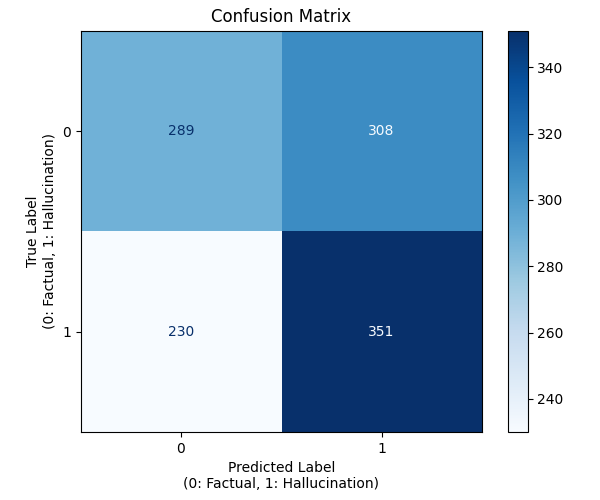 Confusion Matrix
True Label
(0: Factual, 1: Hallucination)
0
1
289
308
230
351
0
1
Predicted Label
(0: Factual, 1: Hallucination)
340
320
300
280
260
240